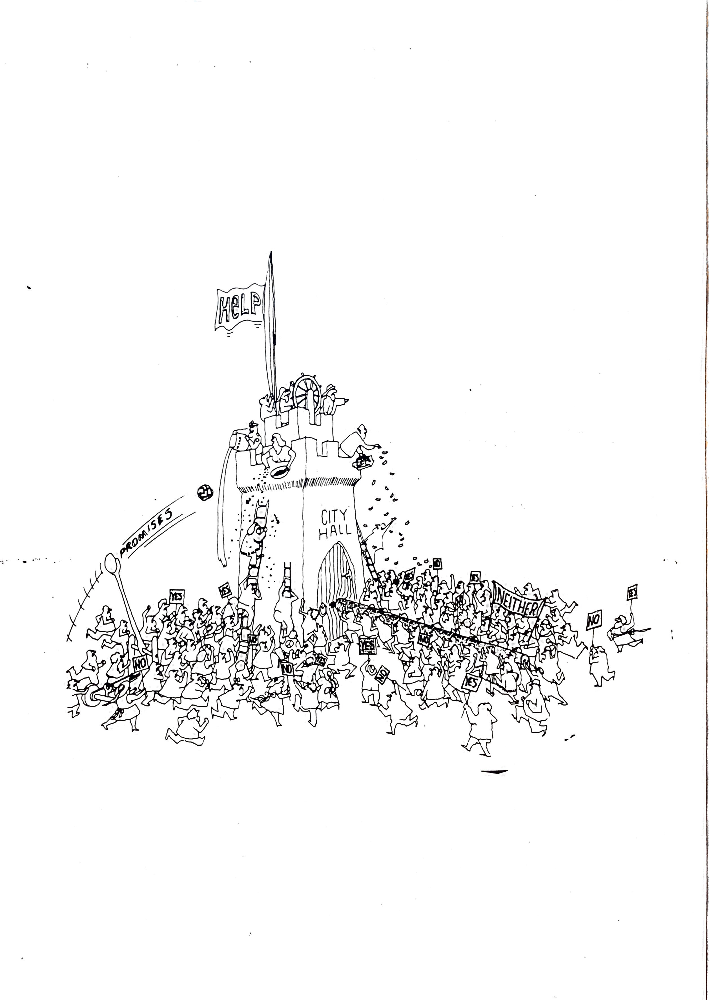 HELP
PROMISES
CITY
HALL
NO
YES
YES
YES
YES
NEITHER
YES
NO
NO
YES
NO
NO
YES
NO
NO
YES